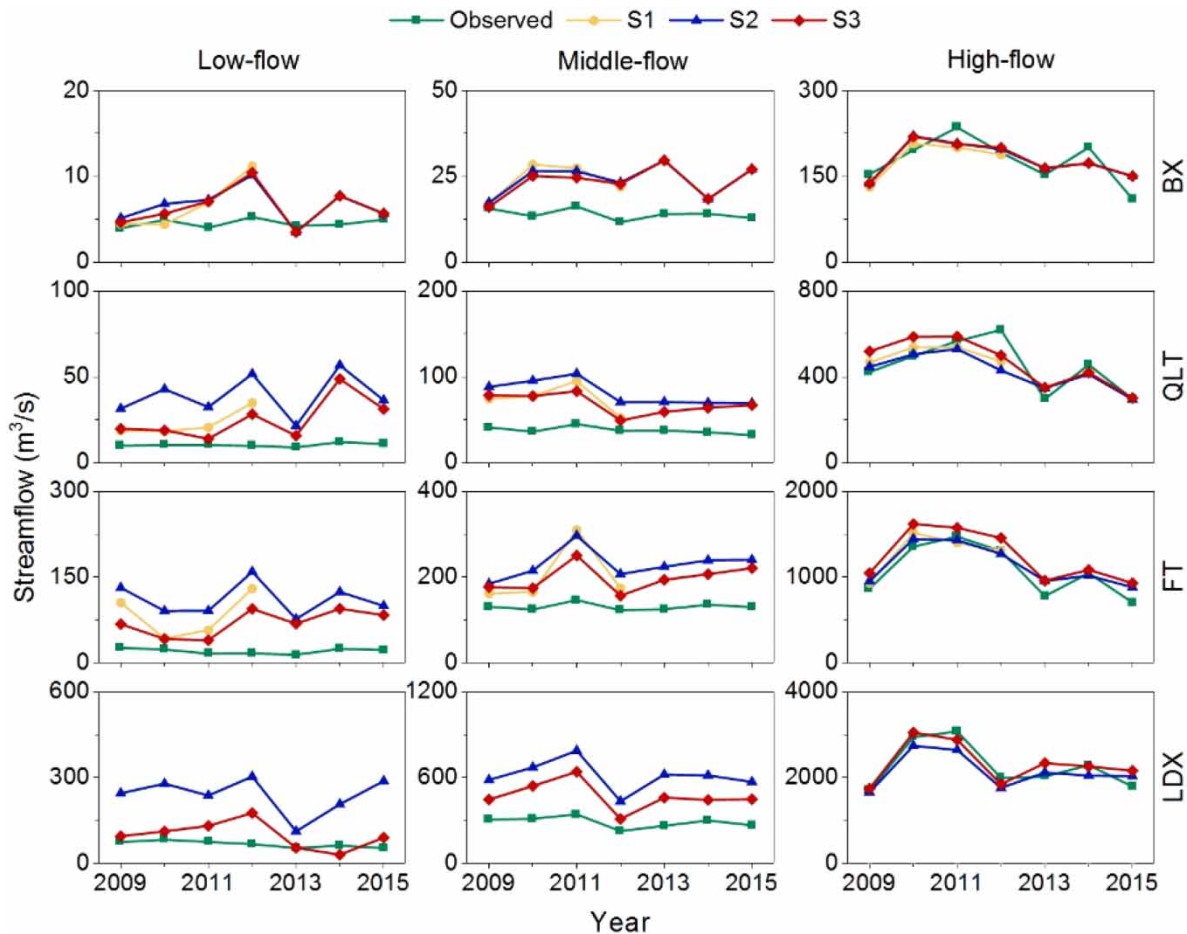 Observed S1 S2 S3
Low-flow Middle-flow High-flow
20 50 300
10 25 150
0 0 0
BX
100 200 800
50 100 400
0 0 0
QLT
300 400 2000
150 200 1000
0 0 0
FT
600 1200 4000
300 600 2000
0 0 0
LDX
2009 2011 2013 2015 2009 2011 2013 2015 2009 2011 2013 2015
Year
Streamflow (m³/s)